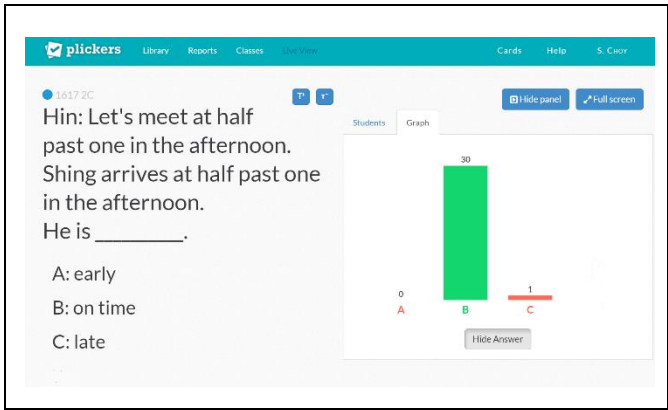 plickers Library Reports Classes Live View Cards Help S. CHOY
1617 2C
Hide panel Full screen
Hin: Let's meet at half
past one in the afternoon.
Shing arrives at half past one
in the afternoon.
He is __________.
A: early
B: on time
C: late
Students Graph
30
0
1
A B C
Hide Answer